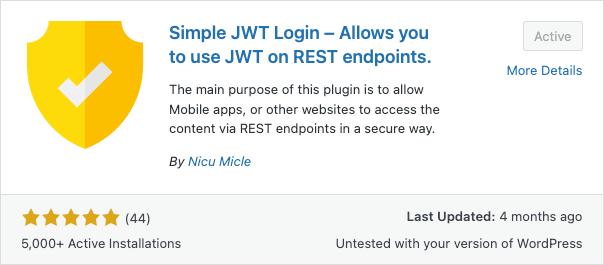 Simple JWT Login – Allows you
to use JWT on REST endpoints.
Active
More Details
The main purpose of this plugin is to allow
Mobile apps, or other websites to access the
content via REST endpoints in a secure way.
By Nicu Micle
(44)
Last Updated: 4 months ago
5,000+ Active Installations
Untested with your version of WordPress